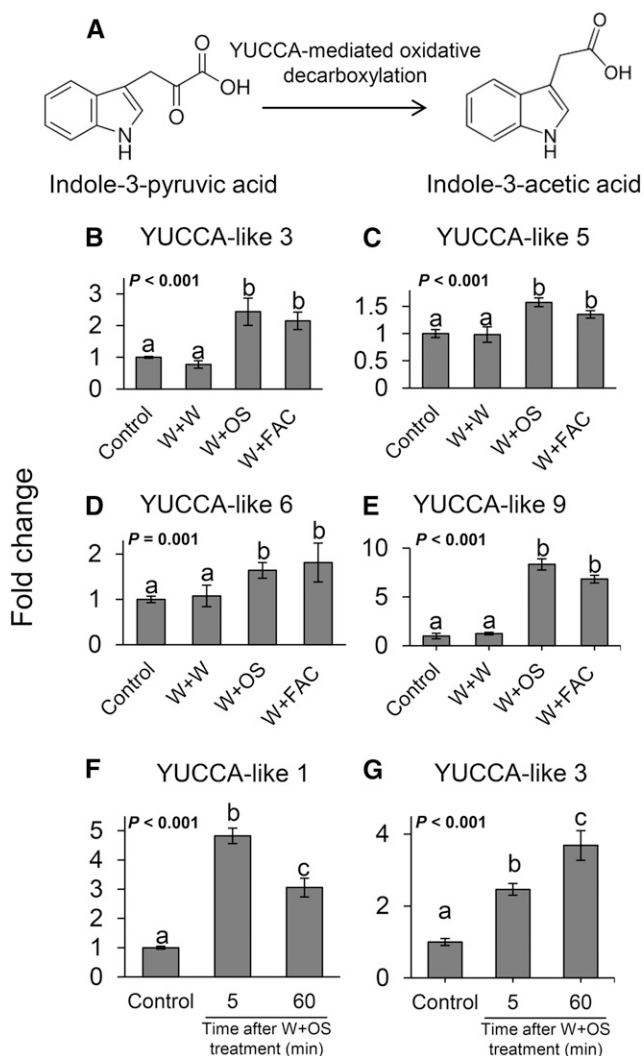 A
YUCCA-mediated oxidative
decarboxylation
O
OH
O
N
H
O
OH
N
H
Indole-3-pyruvic acid
Indole-3-acetic acid
Fold change
B YUCCA-like 3
P < 0.001
3
2
1
0
a a b b
Control W+W W+OS W+FAC
C YUCCA-like 5
P < 0.001
1.5
1
0.5
0
a a b b
Control W+W W+OS W+FAC
D YUCCA-like 6
P = 0.001
2
1
0
a a b b
Control W+W W+OS W+FAC
E YUCCA-like 9
P < 0.001
10
5
0
a a b b
Control W+W W+OS W+FAC
F YUCCA-like 1
P < 0.001
5
4
3
2
1
0
a b c
Control 5 60
Time after W+OS
treatment (min)
G YUCCA-like 3
P < 0.001
4
2
0
a b c
Control 5 60
Time after W+OS
treatment (min)